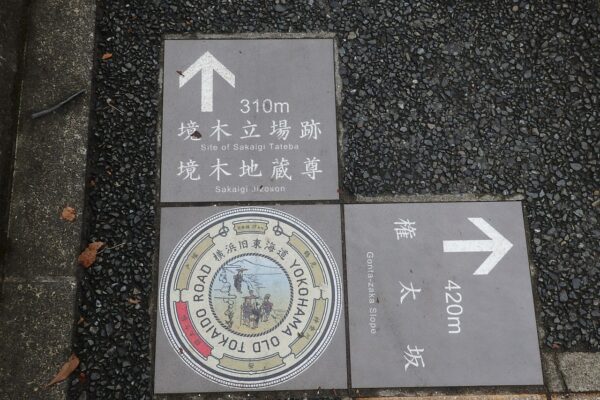 310m
境木立場跡
Site of Sakaigi Tateba
境木地蔵尊
Sakaigi Jizoson
横浜旧東海道
YOKOHAMA OLD TOKAIDO ROAD
420m
権太坂
Gonta-zaka Slope